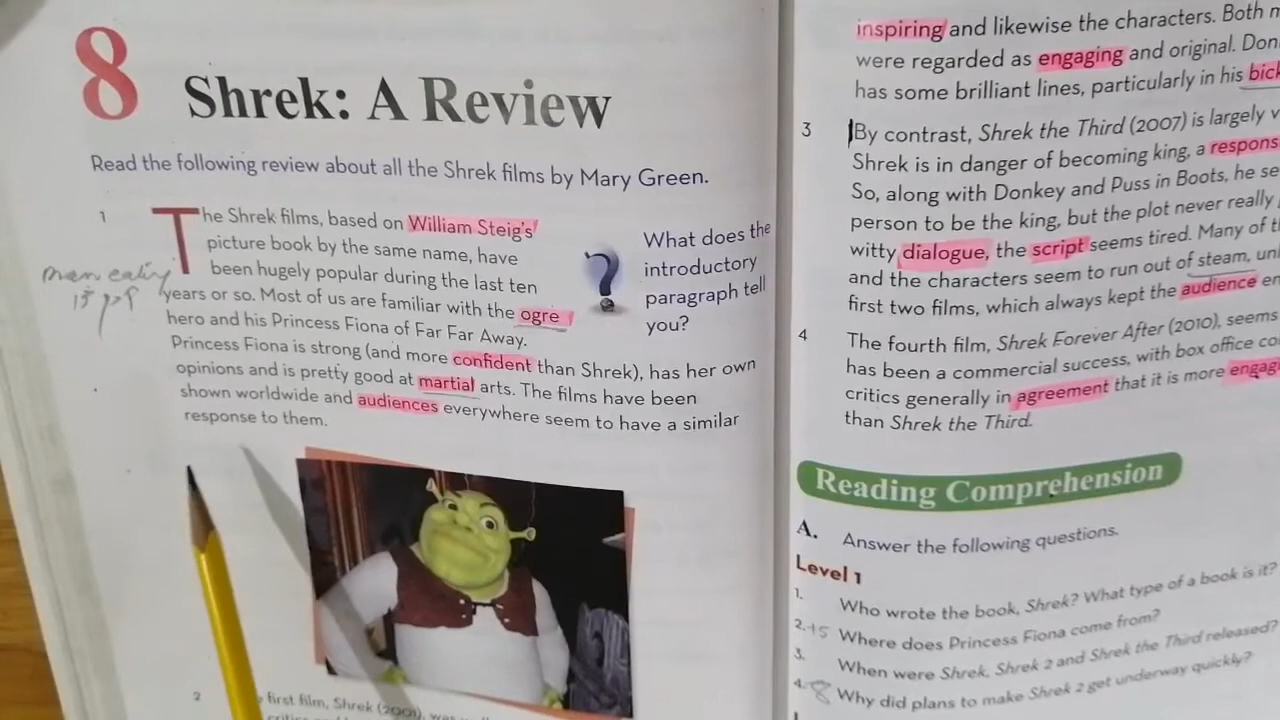 8
Shrek: A Review
Read the following review about all the Shrek films by Mary Green.
1
The Shrek films, based on William Steig's
picture book by the same name, have
been hugely popular during the last ten
years or so. Most of us are familiar with the ogre
hero and his Princess Fiona of Far Far Away.
Princess Fiona is strong (and more confident than Shrek), has her own
opinions and is pretty good at martial arts. The films have been
shown worldwide and audiences everywhere seem to have a similar
response to them.
?
What does the
introductory
paragraph tell
you?
2
first film, Shrek (2001), was
inspiring and likewise the characters. Both
were regarded as engaging and original.
has some brilliant lines, particularly in his
3
By contrast, Shrek the Third (2007) is largely
Shrek is in danger of becoming king, a
So, along with Donkey and Puss in Boots, he
person to be the king, but the plot never really
witty dialogue, the script seems tired. Many of
and the characters seem to run out of steam,
first two films, which always kept the audience
4
The fourth film, Shrek Forever After (2010), seems
has been a commercial success, with box office
critics generally in agreement that it is more
than Shrek the Third.
Reading Comprehension
A. Answer the following questions.
Level 1
1. Who wrote the book, Shrek? What type of a book is it?
2. Where does Princess Fiona come from?
3. When were Shrek, Shrek 2 and Shrek the Third released?
4. Why did plans to make Shrek 2 get underway quickly?